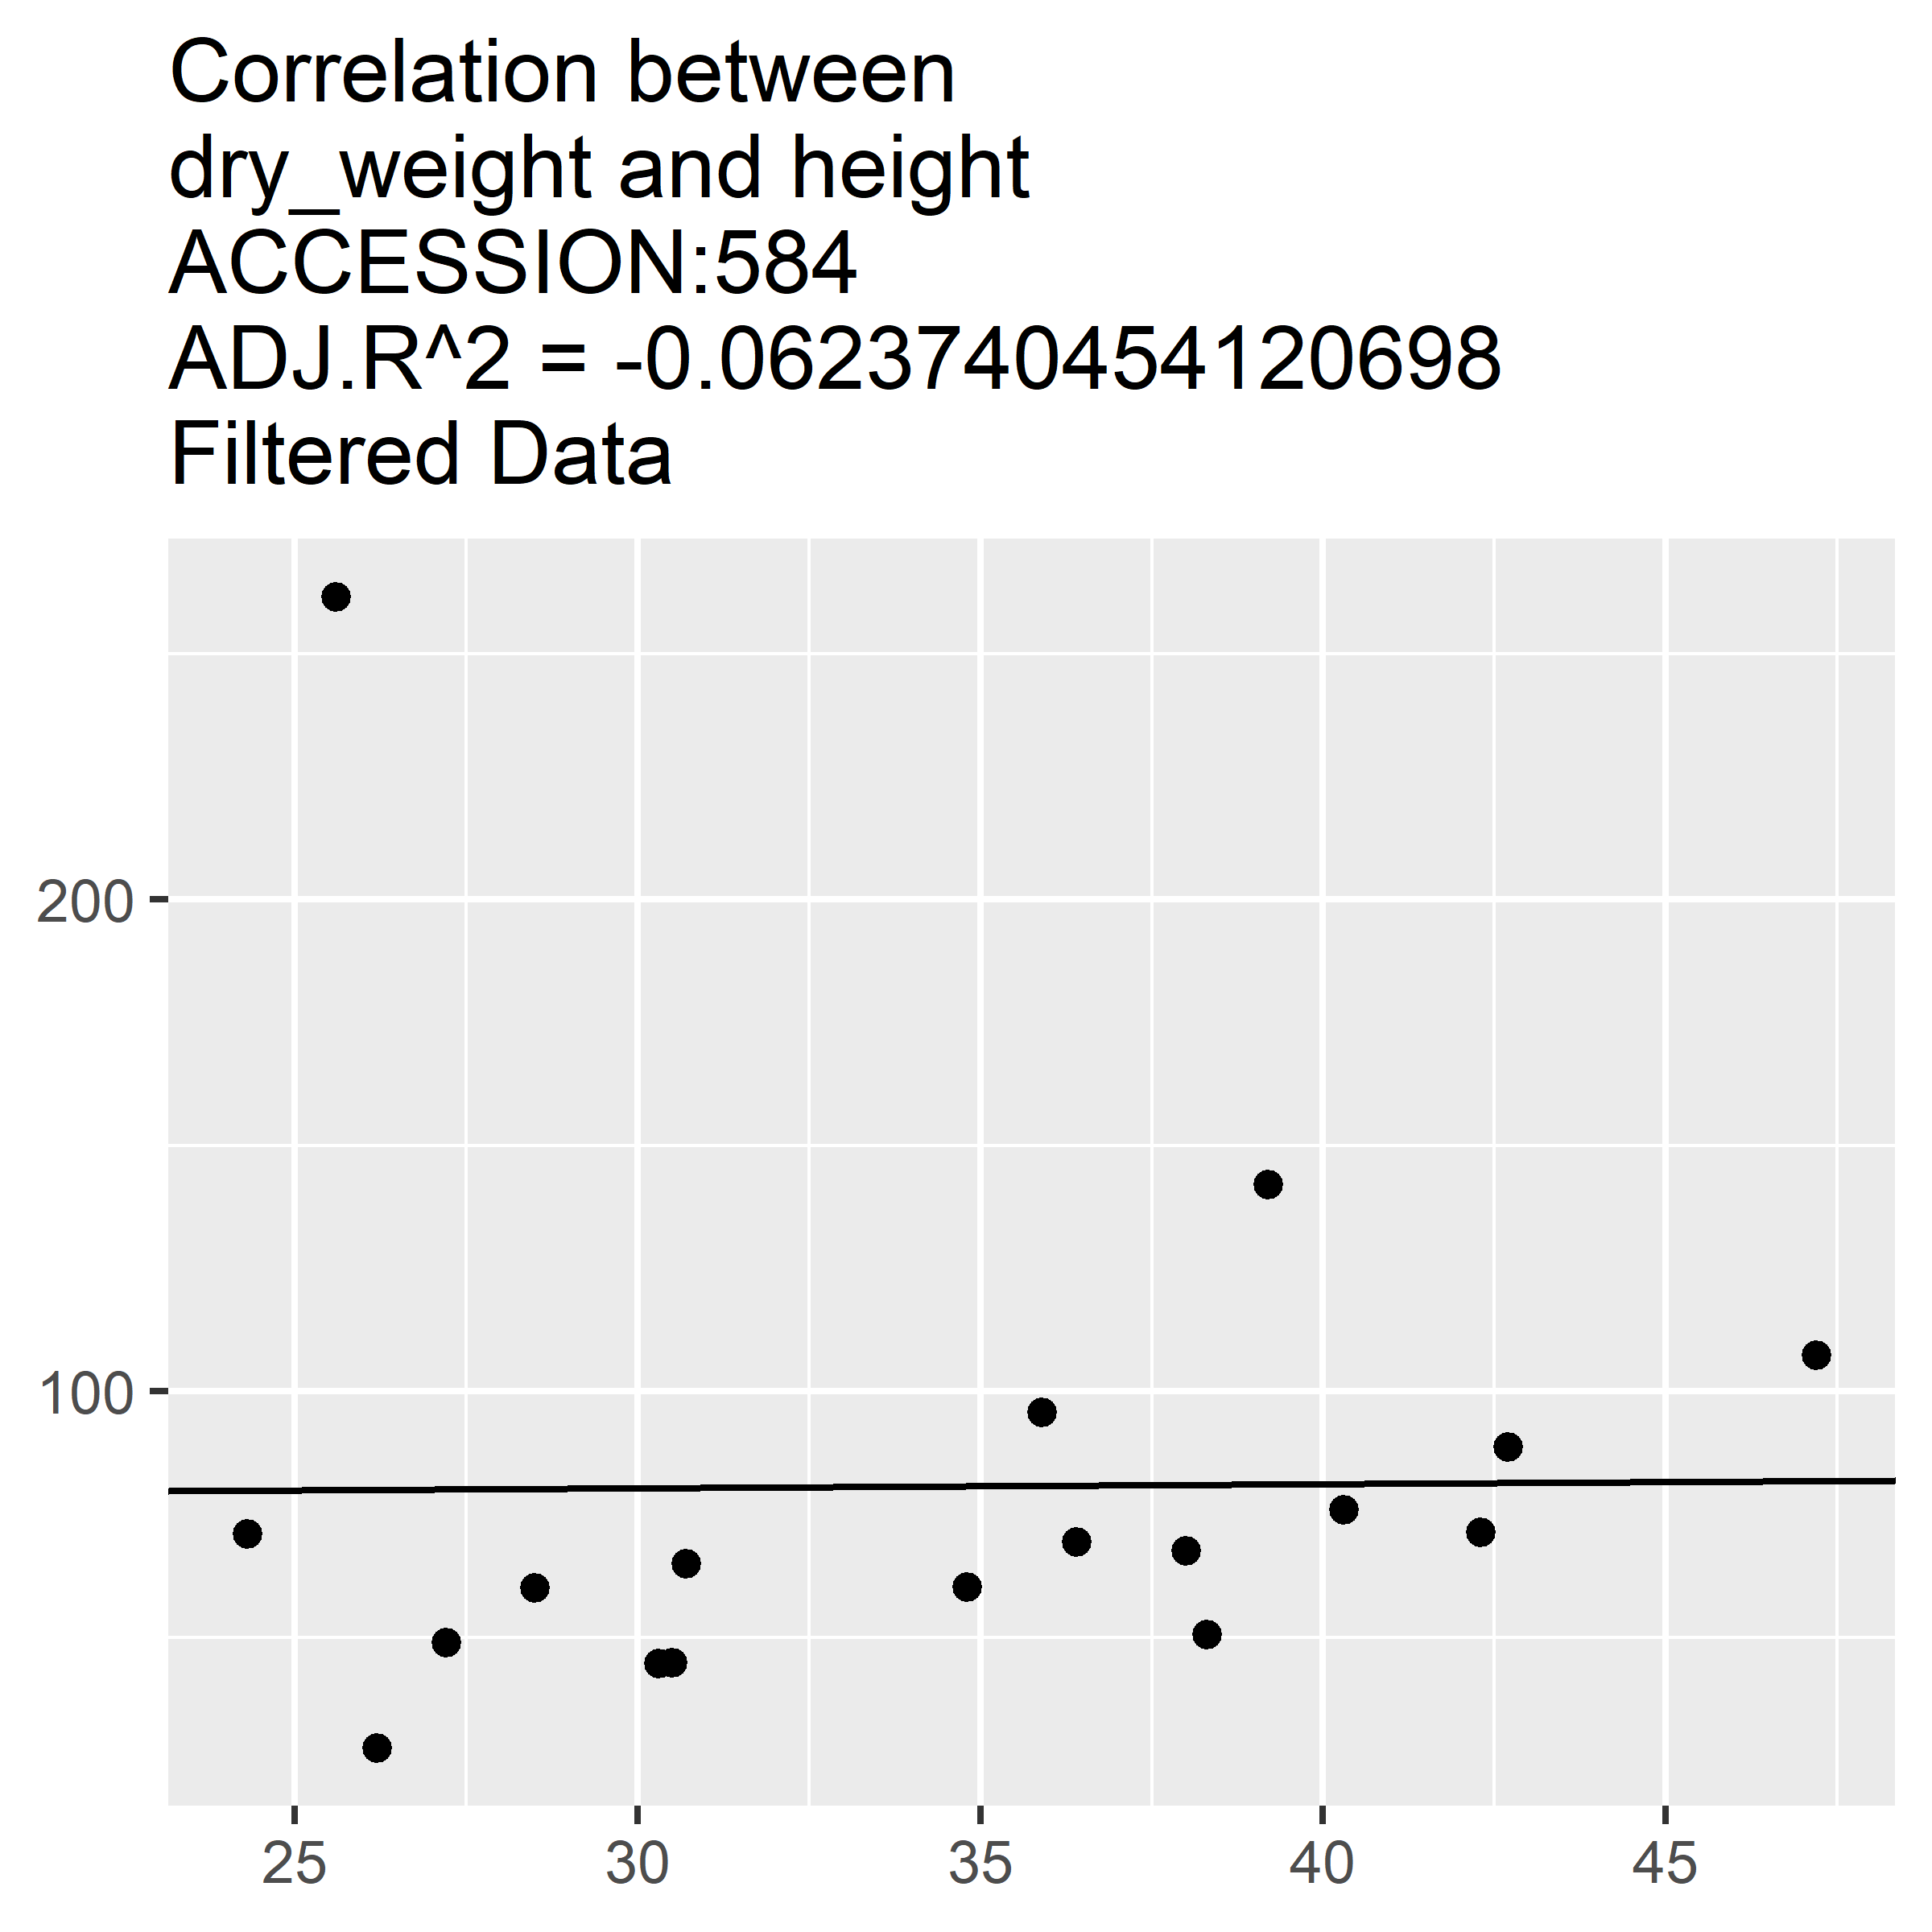 Correlation between
dry_weight and height
ACCESSION:584
ADJ.R^2 = -0.0623740454120698
Filtered Data
200
100
25 30 35 40 45